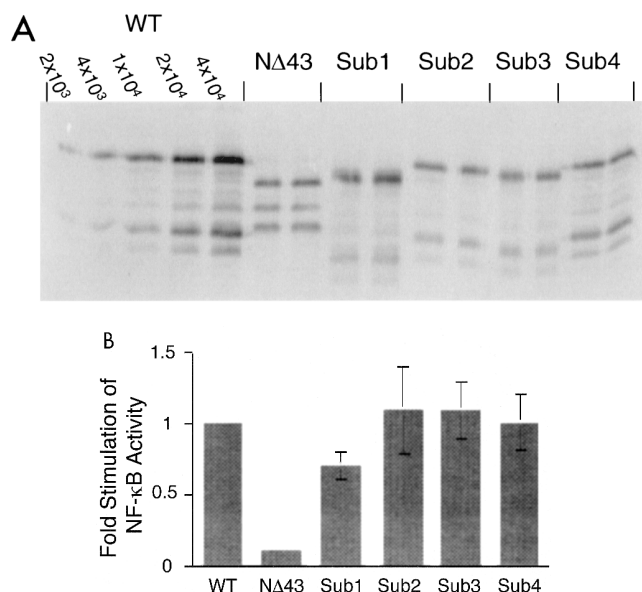 A
WT
2x10³ 4x10³ 1x10⁴ 2x10⁴ 4x10⁴
NΔ43 Sub1 Sub2 Sub3 Sub4
B
Fold Stimulation of
NF-κB Activity
1.5
1
0.5
0
WT NΔ43 Sub1 Sub2 Sub3 Sub4